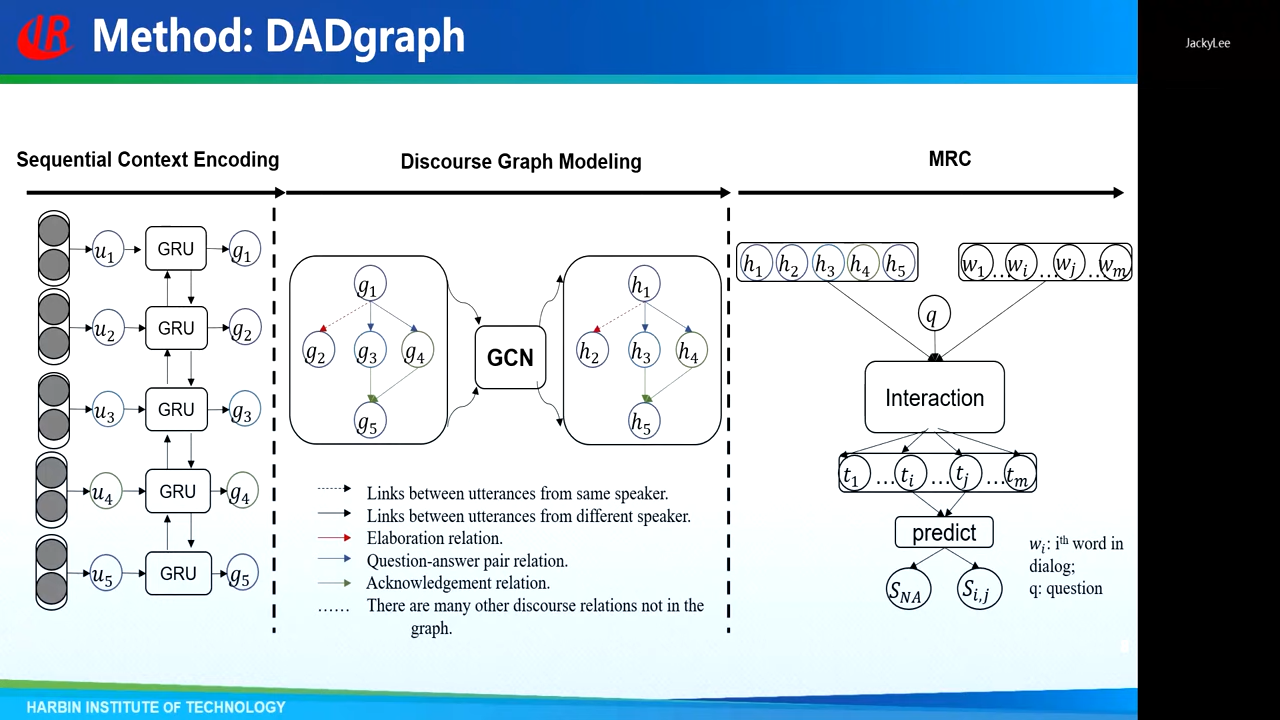 Method: DADgraph
JackyLee
Sequential Context Encoding
Discourse Graph Modeling
MRC
u1 GRU g1
u2 GRU g2
u3 GRU g3
u4 GRU g4
u5 GRU g5
g1
g2 g3 g4
g5
GCN
h1
h2 h3 h4
h5
h1 h2 h3 h4 h5
w1 ... wi ... wj ... wm
q
Interaction
t1 ... ti ... tj ... tm
predict
SNA Si,j
Links between utterances from same speaker.
Links between utterances from different speaker.
Elaboration relation.
Question-answer pair relation.
Acknowledgement relation.
...... There are many other discourse relations not in the
graph.
wi: ith word in
dialog;
q: question
HARBIN INSTITUTE OF TECHNOLOGY